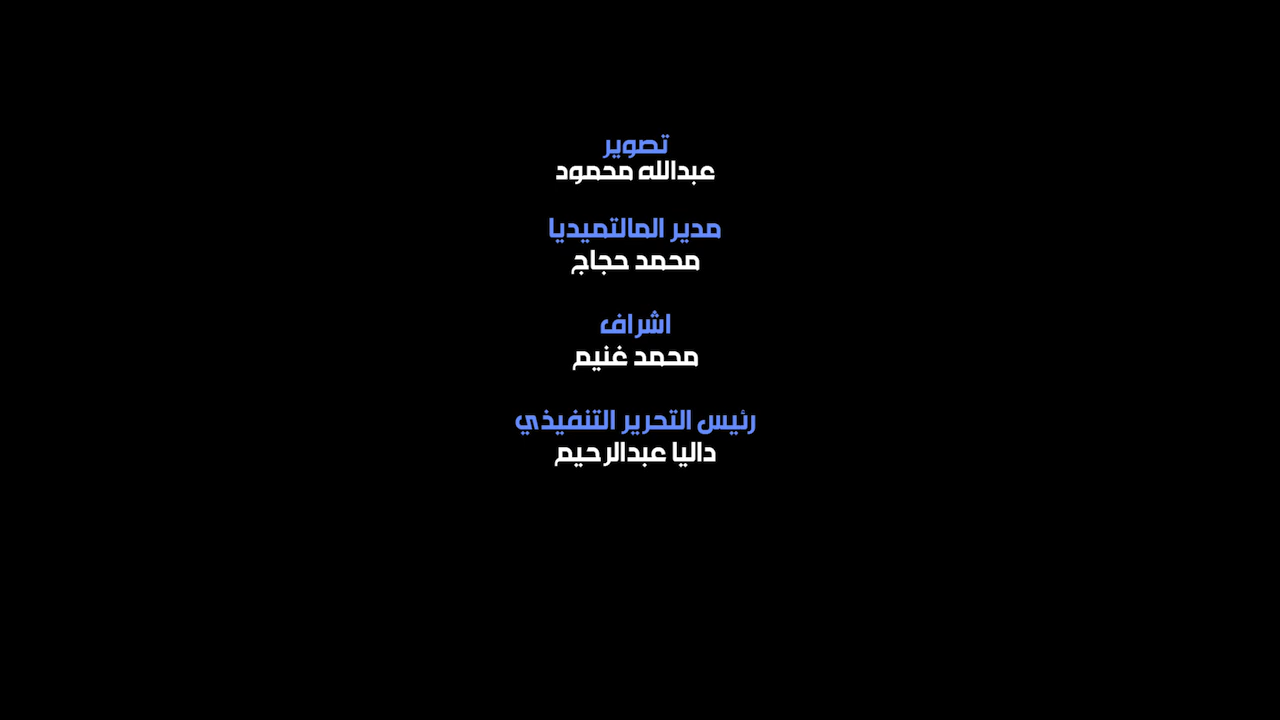 تصوير
عبدالله محمود
مدير المالتميديا
محمد حجاج
اشراف
محمد غنيم
رئيس التحرير التنفيذي
داليا عبدالرحيم